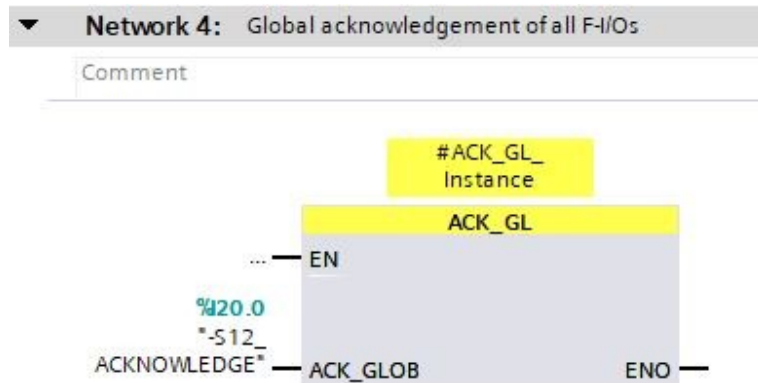 Network 4: Global acknowledgement of all F-I/Os
Comment
#ACK_GL_
Instance
ACK_GL
... EN
%I20.0
"-S12_
ACKNOWLEDGE" ACK_GLOB ENO